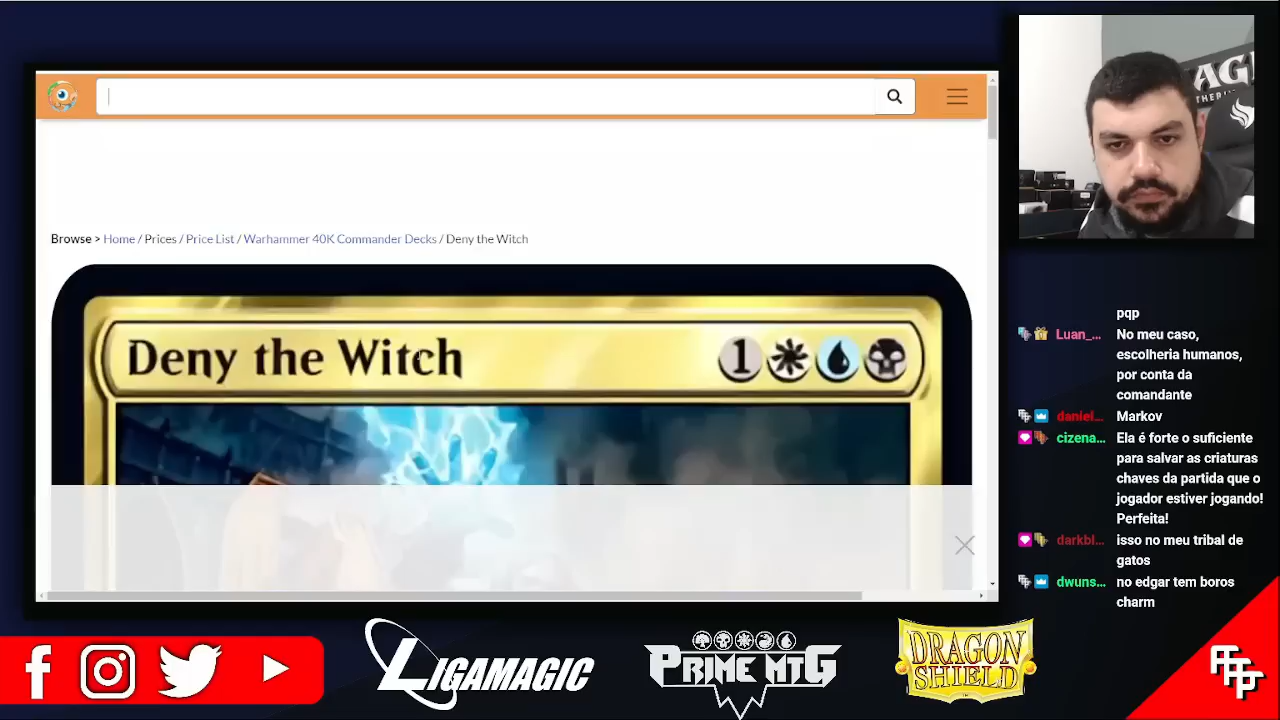 Browse > Home / Prices / Price List / Warhammer 40K Commander Decks / Deny the Witch
Deny the Witch
1
pqp
Luan_... No meu caso,
escolheria humanos,
por conta da
comandante
daniel... Markov
cizena... Ela é forte o suficiente
para salvar as criaturas
chaves da partida que o
jogador estiver jogando!
Perfeita!
darkbl... isso no meu tribal de
gatos
dwuns... no edgar tem boros
charm
LIGAMAGIC
PRIME MTG
DRAGON
SHIELD